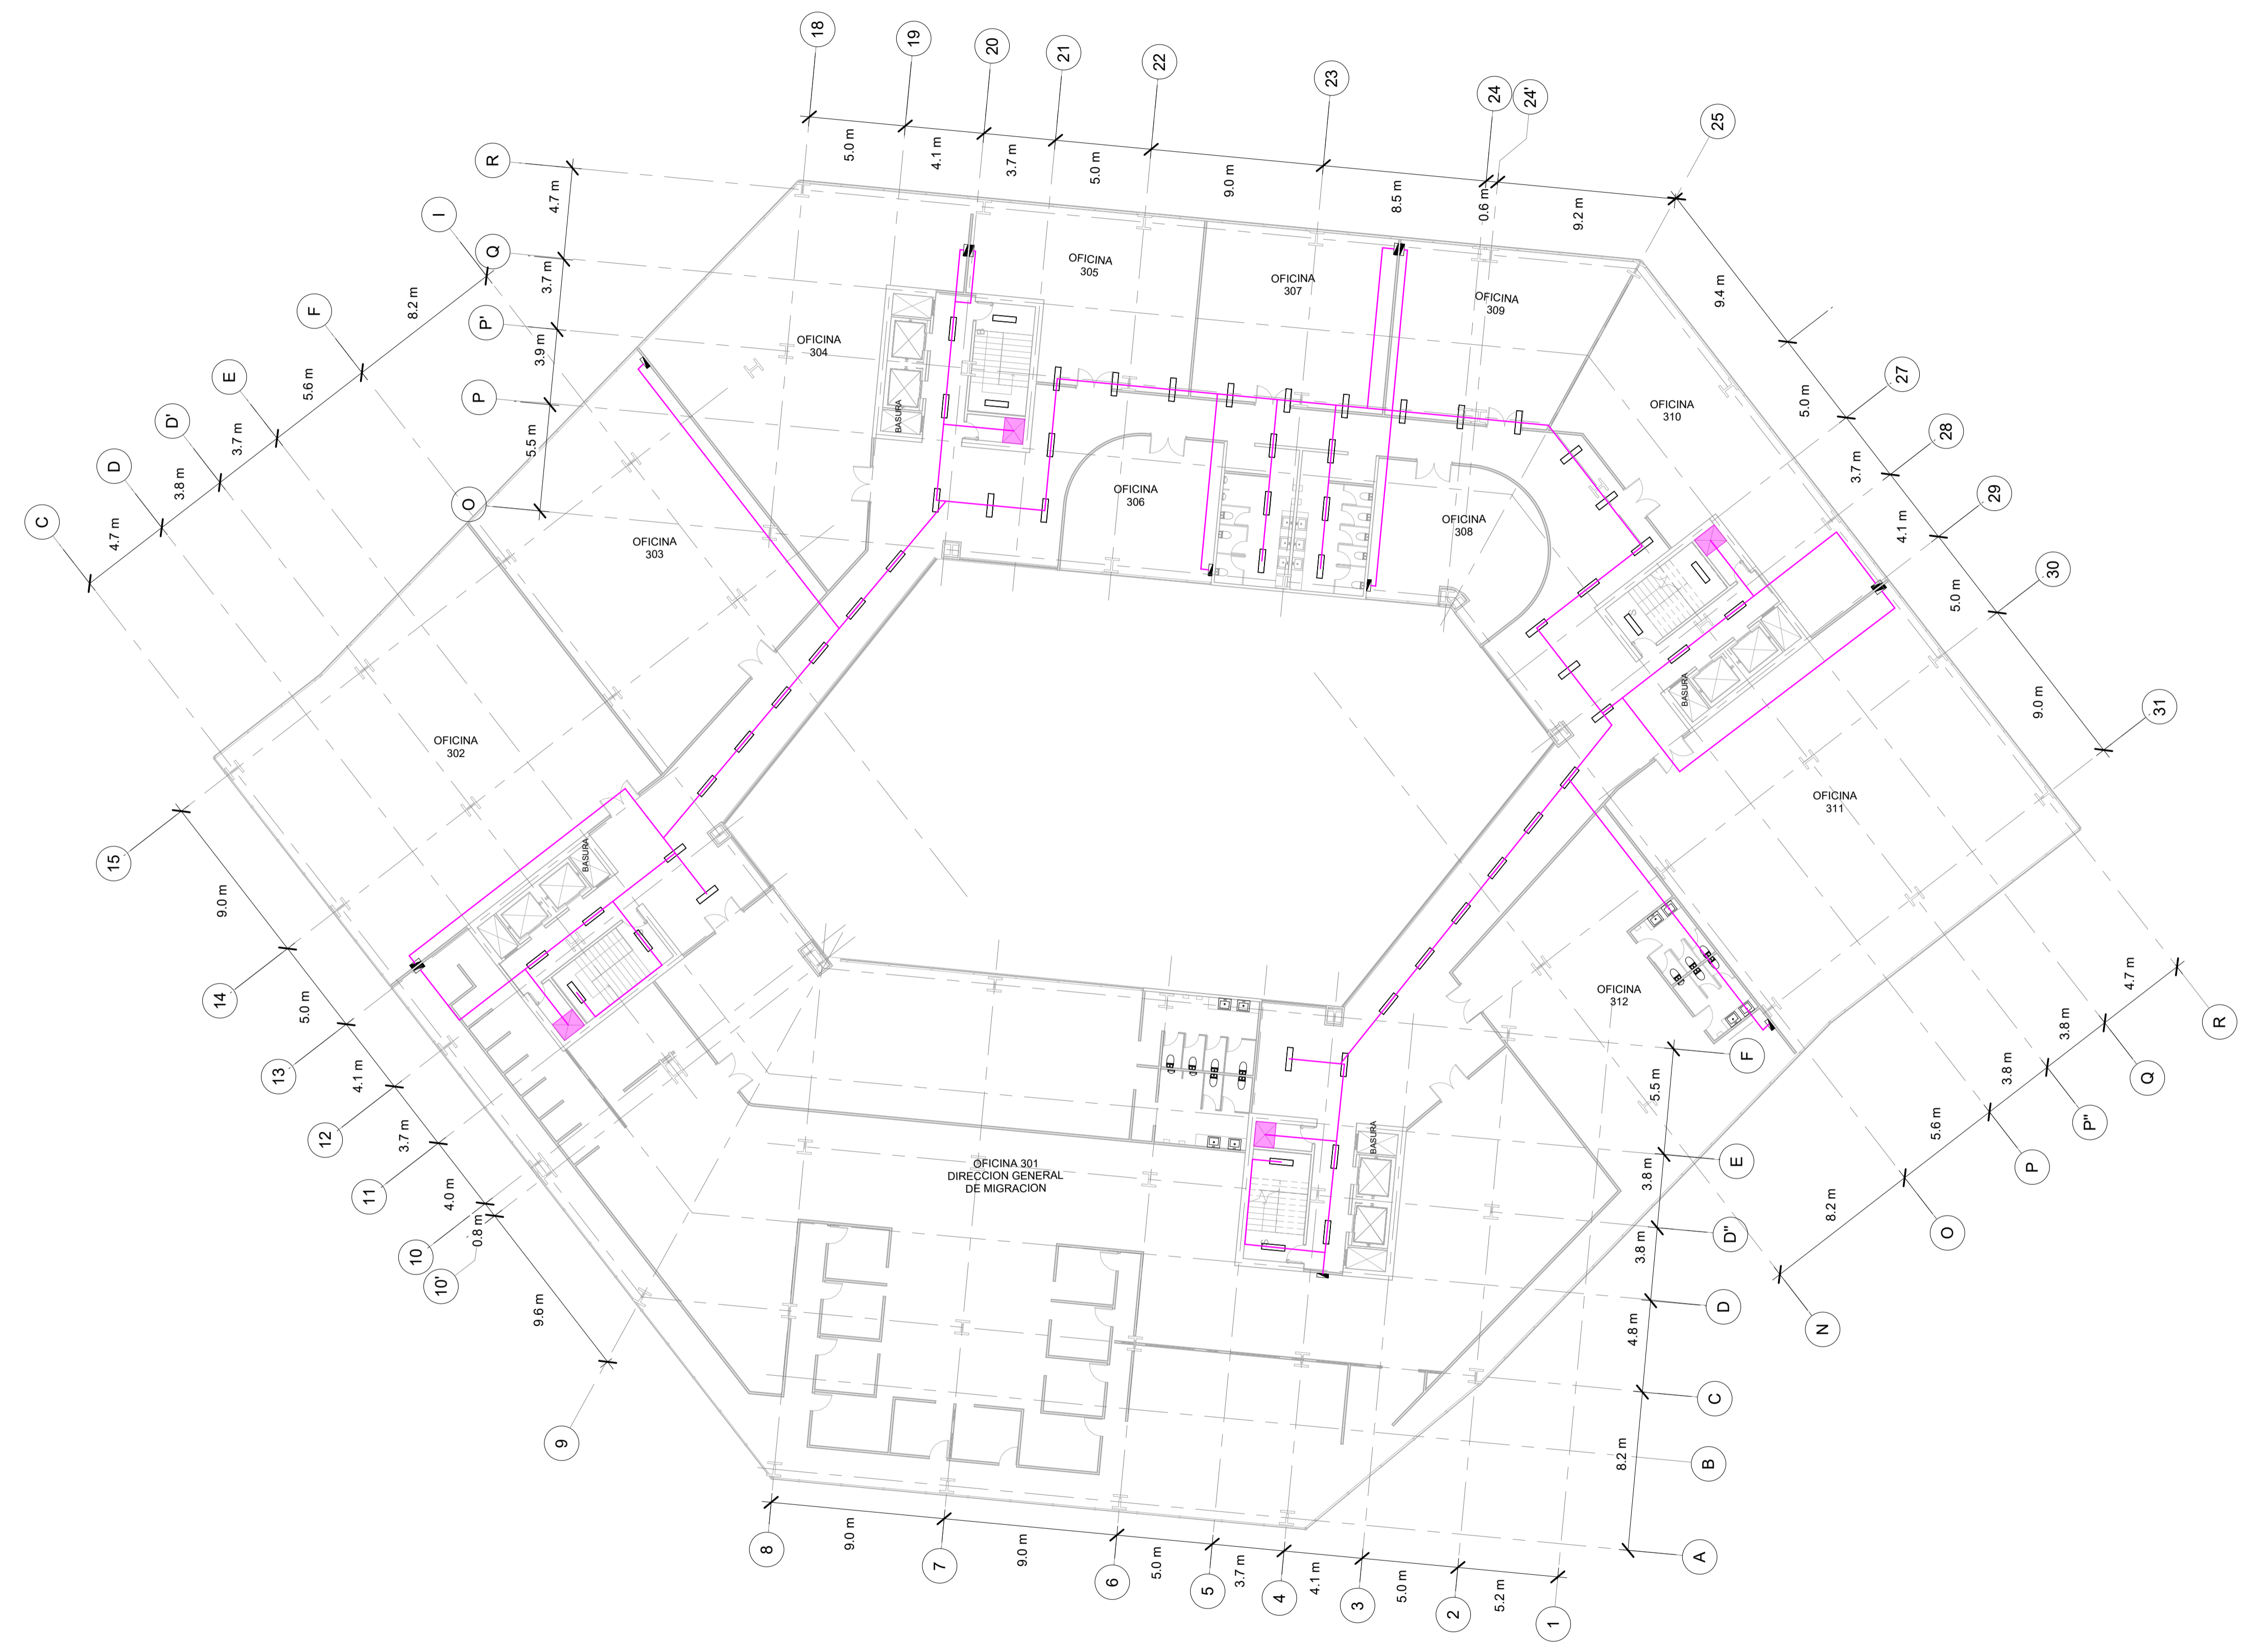 18
19
20
21
22
23
24
24'
25
5.0 m
4.1 m
3.7 m
5.0 m
9.0 m
8.5 m
0.6 m
9.2 m
R
I
Q
P'
P
O
4.7 m
3.7 m
3.9 m
5.5 m
F
E
D'
D
C
8.2 m
5.6 m
3.7 m
3.8 m
4.7 m
9.4 m
5.0 m
3.7 m
4.1 m
5.0 m
9.0 m
27
28
29
30
31
OFICINA
304
OFICINA
305
OFICINA
307
OFICINA
309
OFICINA
310
OFICINA
303
OFICINA
306
OFICINA
308
OFICINA
302
OFICINA
311
OFICINA
312
OFICINA 301
DIRECCION GENERAL
DE MIGRACION
BASURA
BASURA
BASURA
BASURA
15
14
13
12
11
10
10'
9
9.0 m
5.0 m
4.1 m
3.7 m
4.0 m
0.8 m
9.6 m
R
Q
P"
P
O
N
4.7 m
3.8 m
3.8 m
5.6 m
8.2 m
F
E
D"
D
C
B
A
5.5 m
3.8 m
3.8 m
4.8 m
8.2 m
8
7
6
5
4
3
2
1
9.0 m
9.0 m
5.0 m
3.7 m
4.1 m
5.0 m
5.2 m